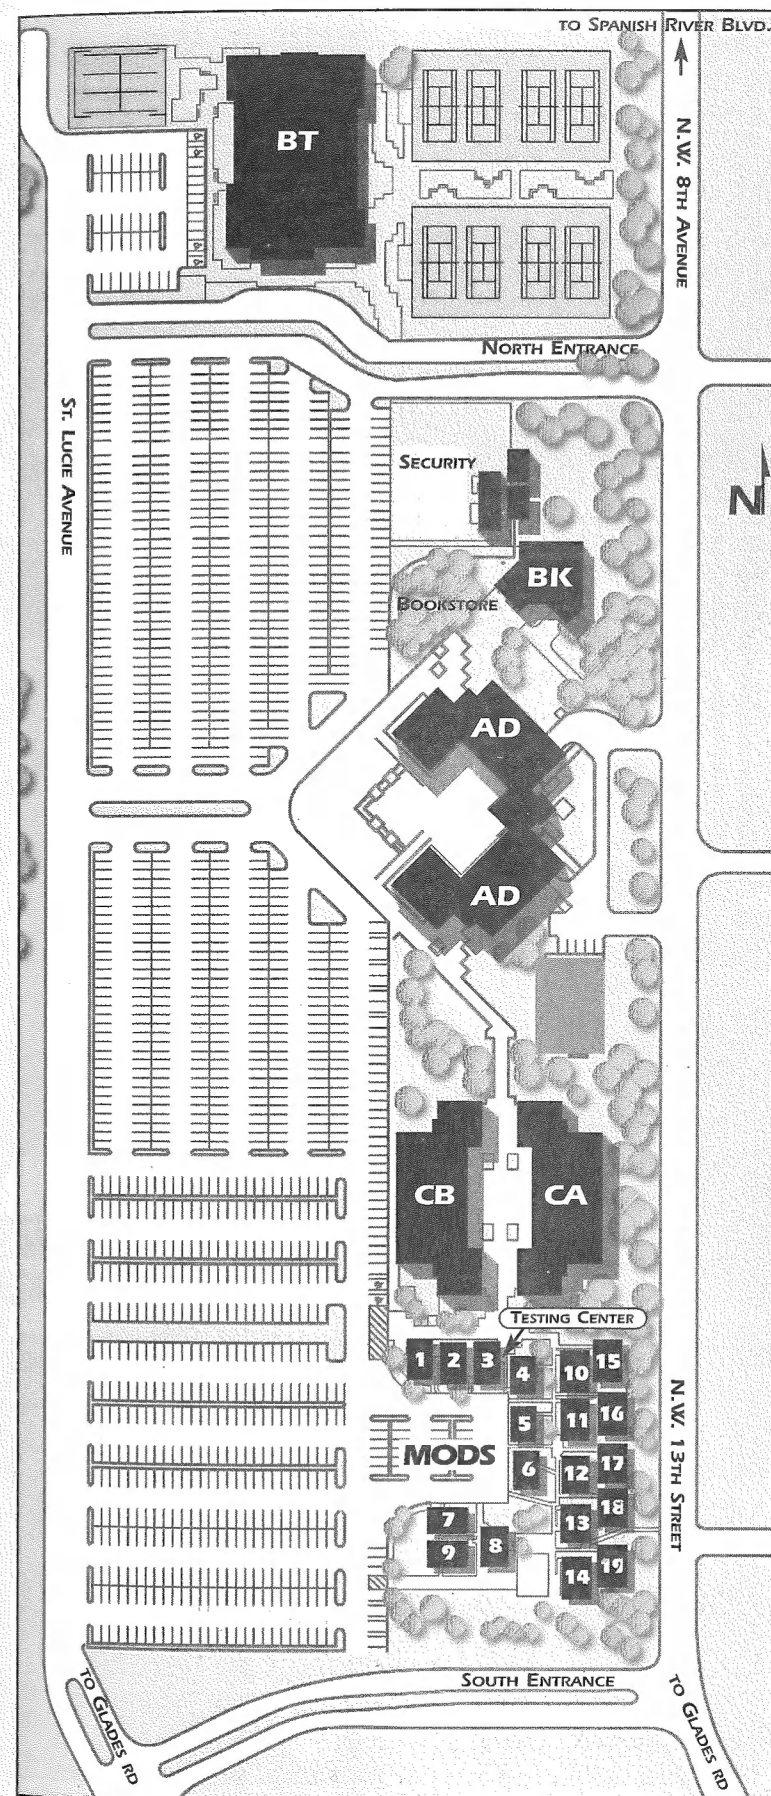 TO SPANISH RIVER BLVD.
BT
N.W. 8TH AVENUE
NORTH ENTRANCE
ST. LUCIE AVENUE
SECURITY
N
BK
BOOKSTORE
AD
AD
CB
CA
TESTING CENTER
1
2
3
4
10
15
5
11
16
MODS
6
12
17
7
18
13
8
9
14
19
N.W. 13TH STREET
SOUTH ENTRANCE
TO GLADES RD
TO GLADES RD